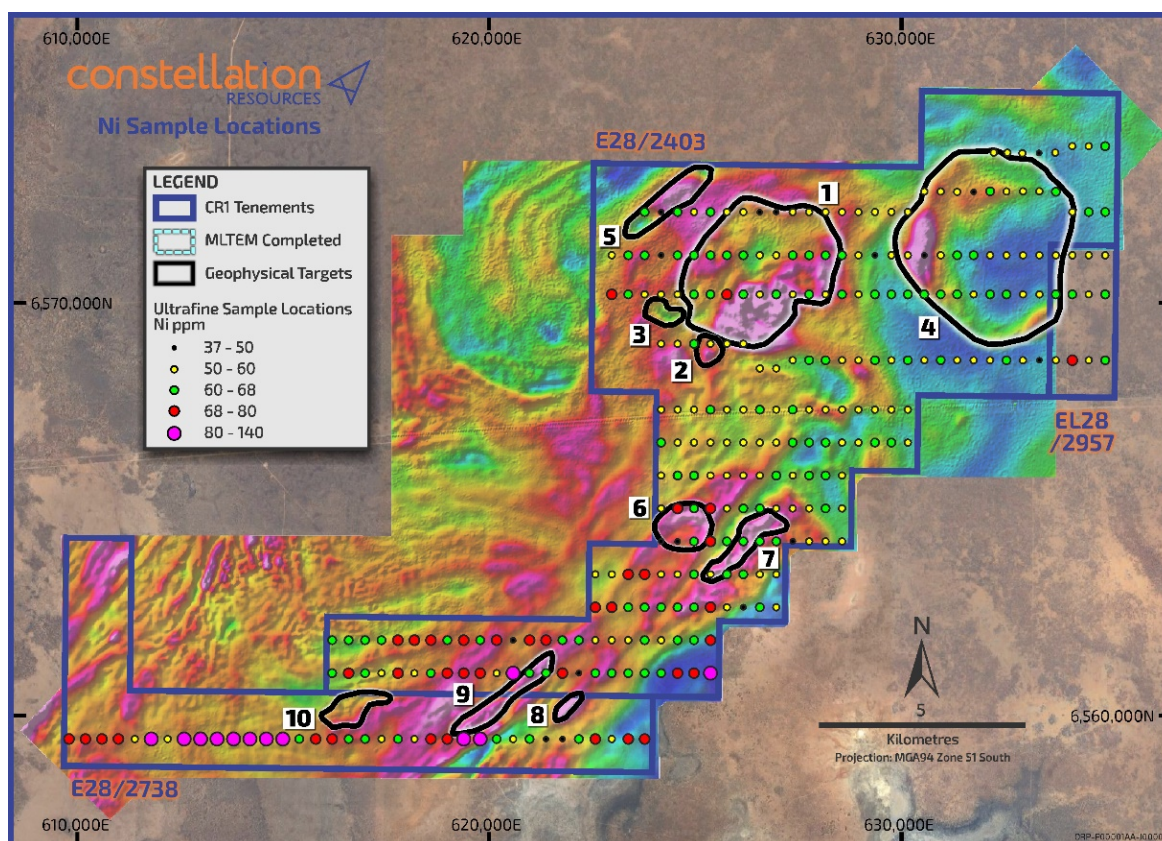 610,000E
620,000E
630,000E
constellation
RESOURCES
Ni Sample Locations
LEGEND
CR1 Tenements
MLTEM Completed
Geophysical Targets
Ultrafine Sample Locations
Ni ppm
37 - 50
50 - 60
60 - 68
68 - 80
80 - 140
E28/2403
1
5
6,570,000N
3
4
2
EL28
/2957
6
7
N
9
10
8
5
Kilometres
Projection: MGA94 Zone 51 South
6,560,000N
E28/2738
610,000E
620,000E
630,000E